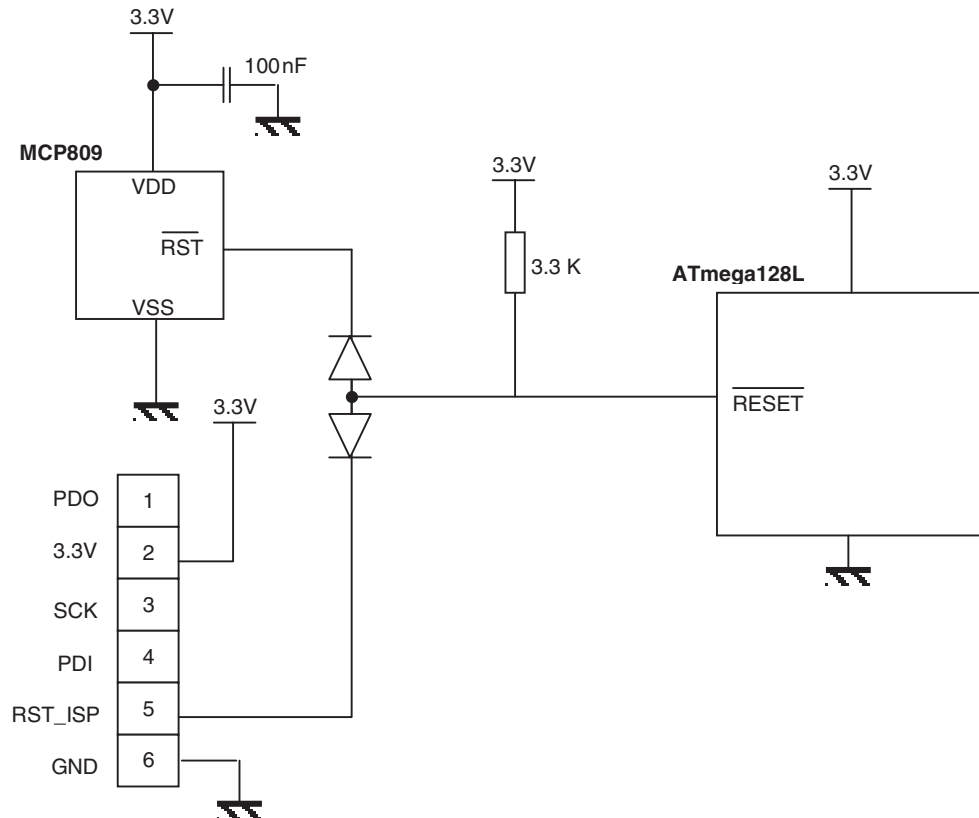 3.3V
100nF
MCP809
VDD
RST
VSS
3.3V
3.3 K
3.3V
ATmega128L
RESET
3.3V
PDO 1
3.3V 2
SCK 3
PDI 4
RST_ISP 5
GND 6